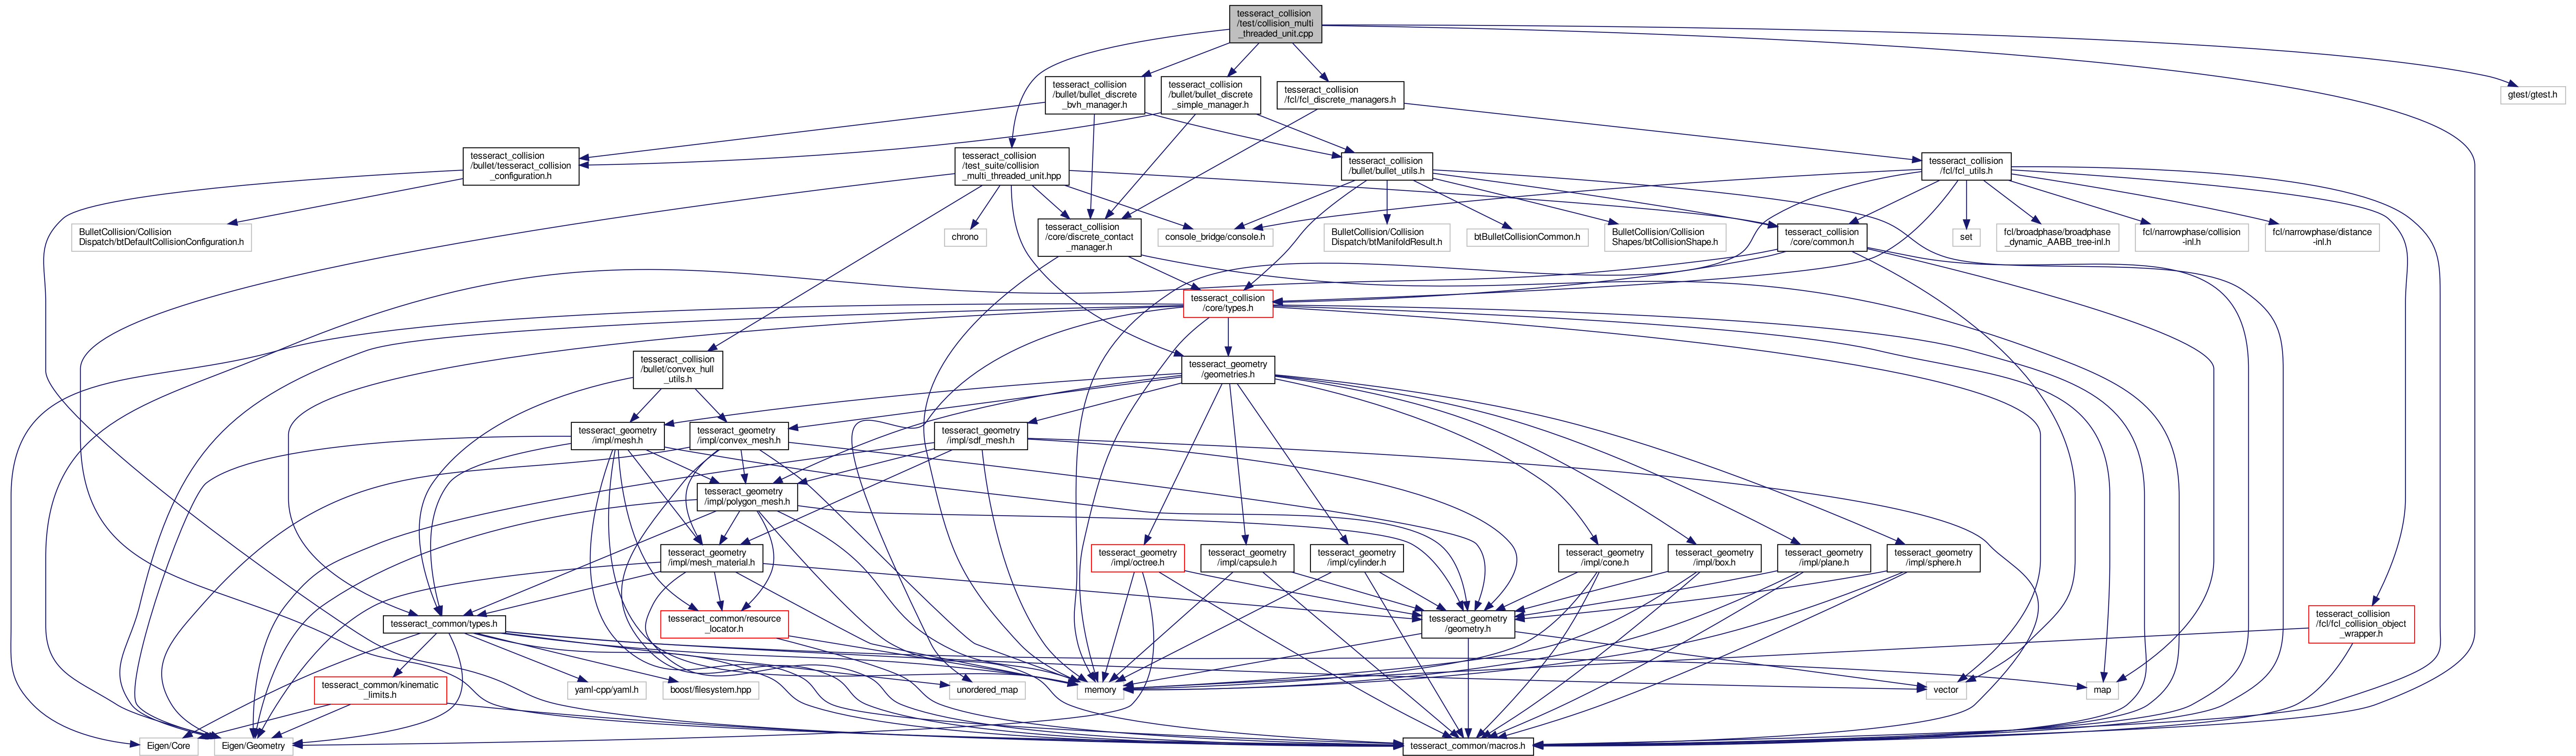 tesseract_collision
/test/collision_multi
_threaded_unit.cpp
tesseract_collision
/bullet/bullet_discrete
_bvh_manager.h
tesseract_collision
/bullet/bullet_discrete
_simple_manager.h
tesseract_collision
/fcl/fcl_discrete_managers.h
gtest/gtest.h
tesseract_collision
/bullet/tesseract_collision
_configuration.h
tesseract_collision
/test_suite/collision
_multi_threaded_unit.hpp
tesseract_collision
/bullet/bullet_utils.h
tesseract_collision
/fcl/fcl_utils.h
BulletCollision/Collision
Dispatch/btDefaultCollisionConfiguration.h
chrono
tesseract_collision
/core/discrete_contact
_manager.h
console_bridge/console.h
BulletCollision/Collision
Dispatch/btManifoldResult.h
btBulletCollisionCommon.h
BulletCollision/Collision
Shapes/btCollisionShape.h
tesseract_collision
/core/common.h
set
fcl/broadphase/broadphase
_dynamic_AABB_tree-inl.h
fcl/narrowphase/collision
-inl.h
fcl/narrowphase/distance
-inl.h
tesseract_collision
/core/types.h
tesseract_collision
/bullet/convex_hull
_utils.h
tesseract_geometry
/geometries.h
tesseract_geometry
/impl/mesh.h
tesseract_geometry
/impl/convex_mesh.h
tesseract_geometry
/impl/sdf_mesh.h
tesseract_geometry
/impl/polygon_mesh.h
tesseract_geometry
/impl/mesh_material.h
tesseract_geometry
/impl/octree.h
tesseract_geometry
/impl/capsule.h
tesseract_geometry
/impl/cylinder.h
tesseract_geometry
/impl/cone.h
tesseract_geometry
/impl/box.h
tesseract_geometry
/impl/plane.h
tesseract_geometry
/impl/sphere.h
tesseract_common/types.h
tesseract_common/resource
_locator.h
tesseract_geometry
/geometry.h
tesseract_collision
/fcl/fcl_collision_object
_wrapper.h
tesseract_common/kinematic
_limits.h
yaml-cpp/yaml.h
boost/filesystem.hpp
unordered_map
memory
vector
map
Eigen/Core
Eigen/Geometry
tesseract_common/macros.h